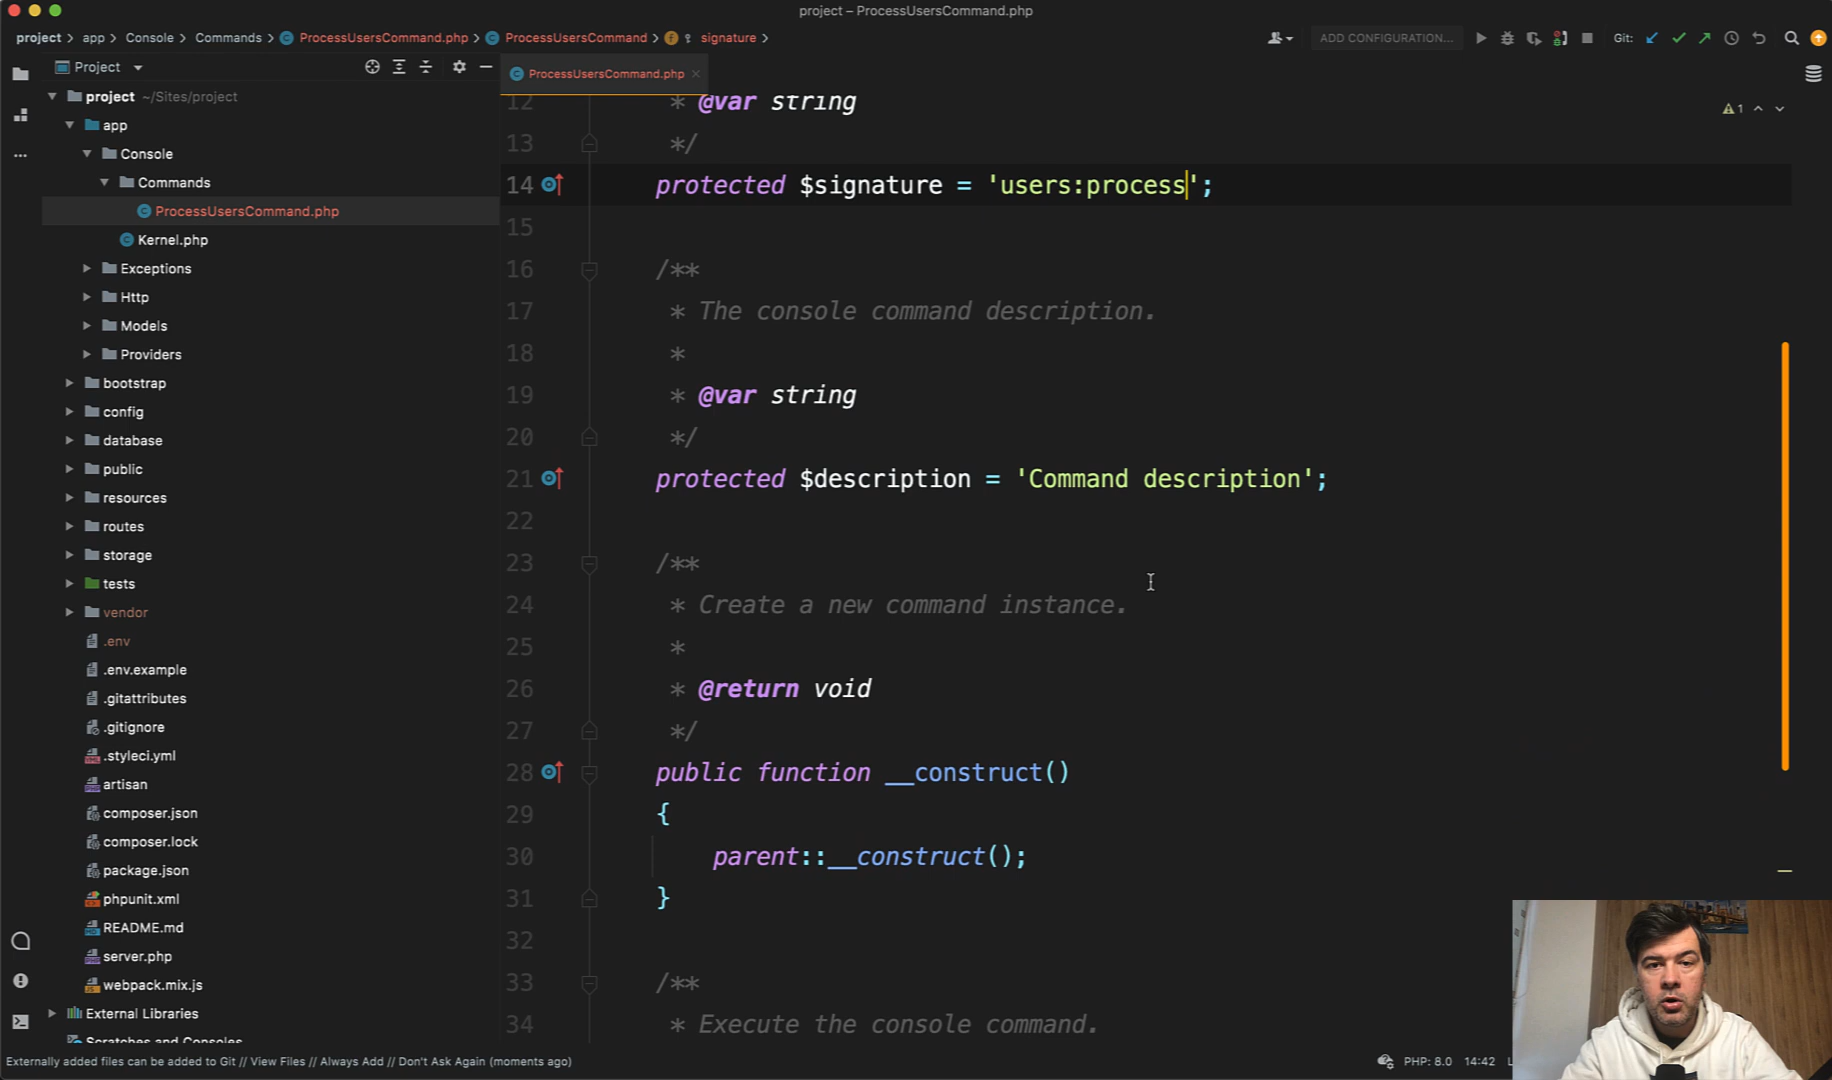 project – ProcessUsersCommand.php
project > app > Console > Commands > ProcessUsersCommand.php > ProcessUsersCommand > f signature >
ADD CONFIGURATION...
Git:
Project
ProcessUsersCommand.php ×
project ~/Sites/project
app
Console
Commands
ProcessUsersCommand.php
Kernel.php
Exceptions
Http
Models
Providers
bootstrap
config
database
public
resources
routes
storage
tests
vendor
.env
.env.example
.gitattributes
.gitignore
.styleci.yml
artisan
composer.json
composer.lock
package.json
phpunit.xml
README.md
server.php
webpack.mix.js
External Libraries
Scratches and Consoles
1
12 * @var string
13 */
14 protected $signature = 'users:process';
15
16 /**
17 * The console command description.
18 *
19 * @var string
20 */
21 protected $description = 'Command description';
22
23 /**
24 * Create a new command instance.
25 *
26 * @return void
27 */
28 public function __construct()
29 {
30 parent::__construct();
31 }
32
33 /**
34 * Execute the console command.
Externally added files can be added to Git // View Files // Always Add // Don't Ask Again (moments ago)
PHP: 8.0 14:42